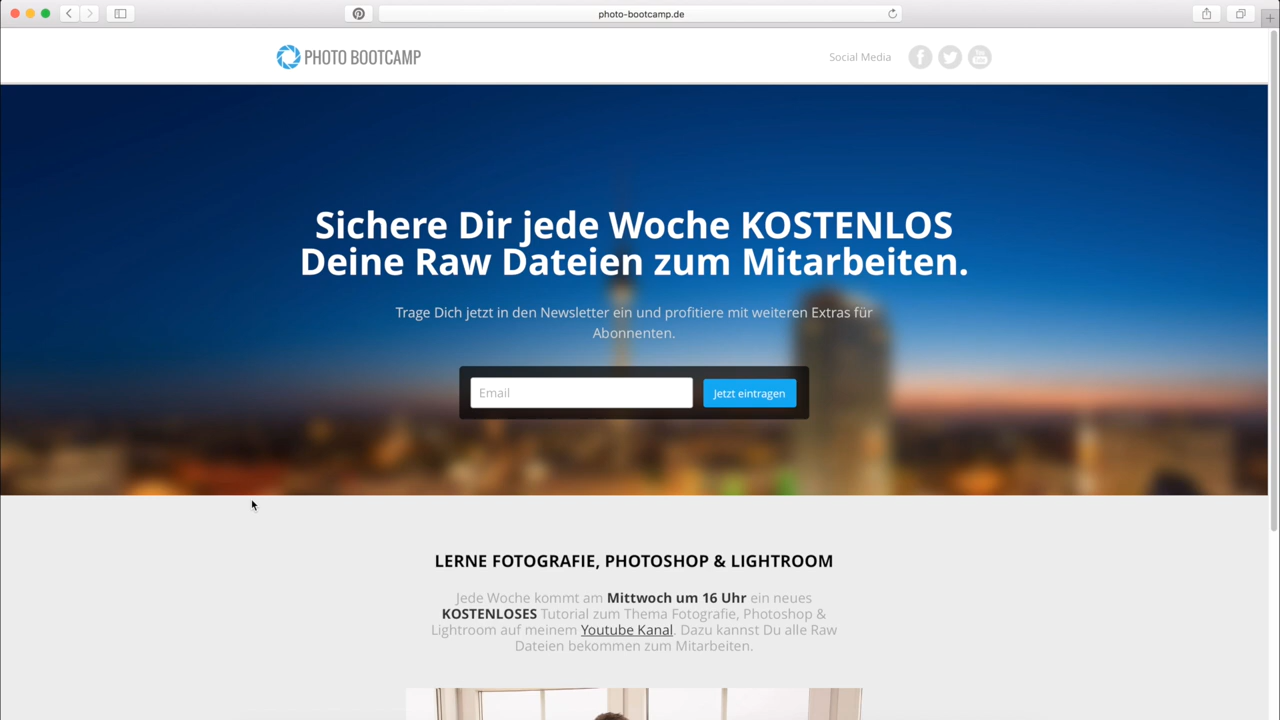 photo-bootcamp.de
PHOTO BOOTCAMP
Social Media
You
Tube
Sichere Dir jede Woche KOSTENLOS
Deine Raw Dateien zum Mitarbeiten.
Trage Dich jetzt in den Newsletter ein und profitiere mit weiteren Extras für
Abonnenten.
Email
Jetzt eintragen
LERNE FOTOGRAFIE, PHOTOSHOP & LIGHTROOM
Jede Woche kommt am Mittwoch um 16 Uhr ein neues
KOSTENLOSES Tutorial zum Thema Fotografie, Photoshop &
Lightroom auf meinem Youtube Kanal. Dazu kannst Du alle Raw
Dateien bekommen zum Mitarbeiten.